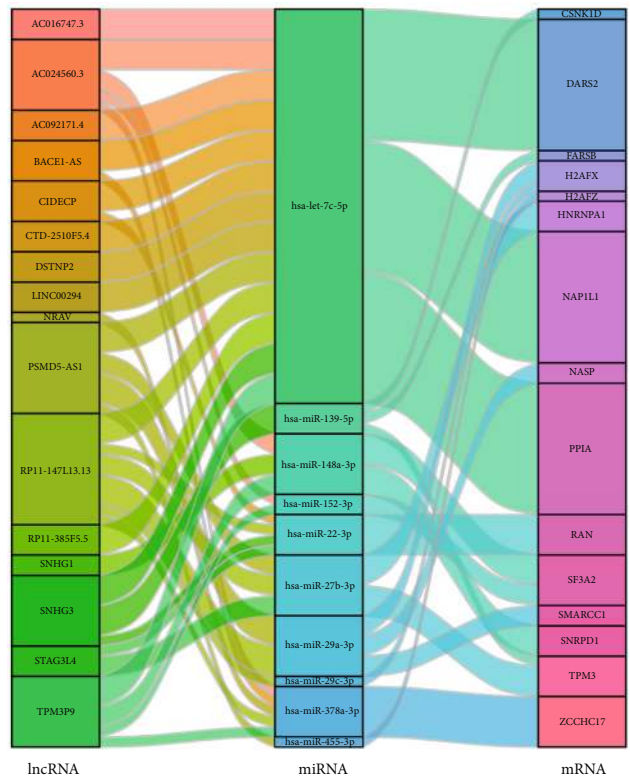 AC016747.3
AC024560.3
AC092171.4
BACE1-AS
CIDECP
CTD-2510F5.4
DSTNP2
LINC00294
NRAV
PSMD5-AS1
RP11-147L13.13
RP11-385F5.5
SNHG1
SNHG3
STAG3L4
TPM3P9
lncRNA
hsa-let-7c-5p
hsa-miR-139-5p
hsa-miR-148a-3p
hsa-miR-152-3p
hsa-miR-22-3p
hsa-miR-27b-3p
hsa-miR-29a-3p
hsa-miR-29c-3p
hsa-miR-378a-3p
hsa-miR-455-3p
miRNA
CSNK1D
DARS2
FARSB
H2AFX
H2AFZ
HNRNPA1
NAP1L1
NASP
PPIA
RAN
SF3A2
SMARCC1
SNRPD1
TPM3
ZCCHC17
mRNA